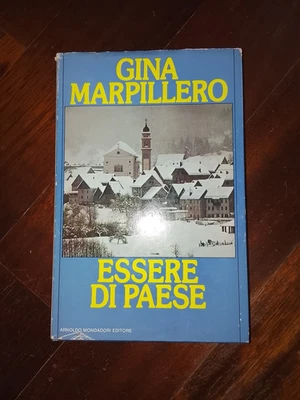 GINA
MARPILLERO
ESSERE
DI PAESE
ARNOLDO MONDADORI EDITORE